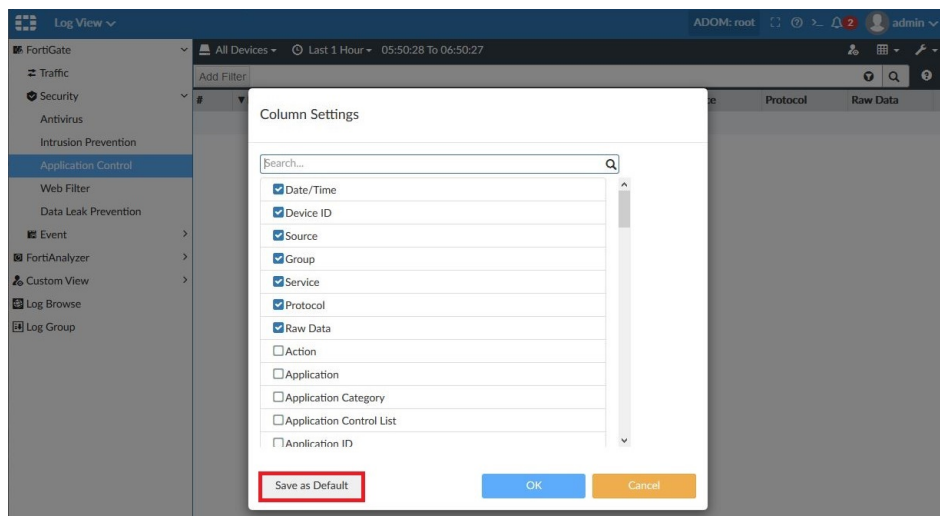 Log View
ADOM: root
2
admin
FortiGate
All Devices
Last 1 Hour
05:50:28 To 06:50:27
Traffic
Add Filter
Security
#
Protocol
Raw Data
Antivirus
Intrusion Prevention
Application Control
Web Filter
Data Leak Prevention
Event
FortiAnalyzer
Custom View
Log Browse
Log Group
Column Settings
Search...
Date/Time
Device ID
Source
Group
Service
Protocol
Raw Data
Action
Application
Application Category
Application Control List
Application ID
Save as Default
OK
Cancel